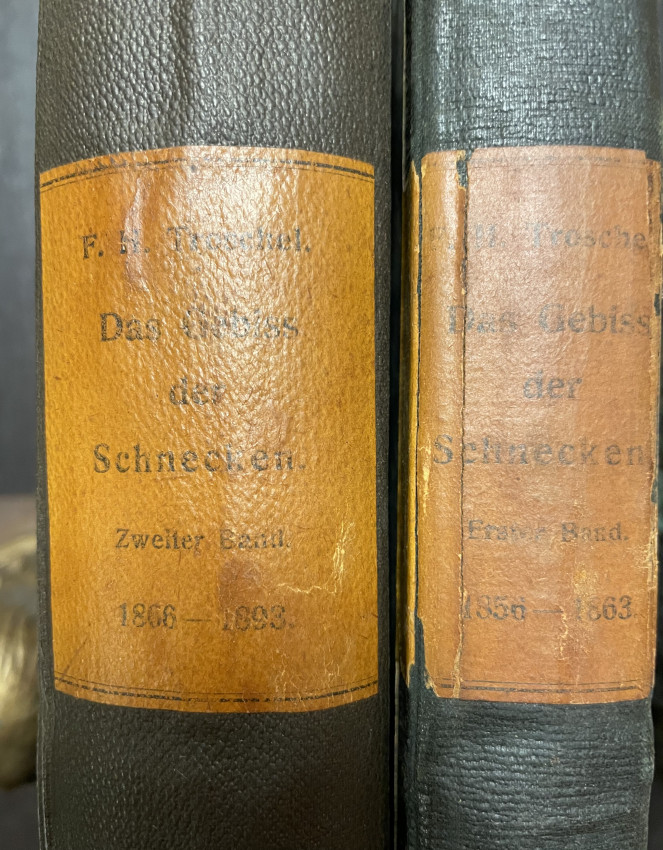 F. H. Troschel.
Das Gebiss
der
Schnecken.
Zweiter Band.
1866—1893.
F. H. Trosche
Das Gebiss
der
Schnecken
Erster Band.
1856—1863.